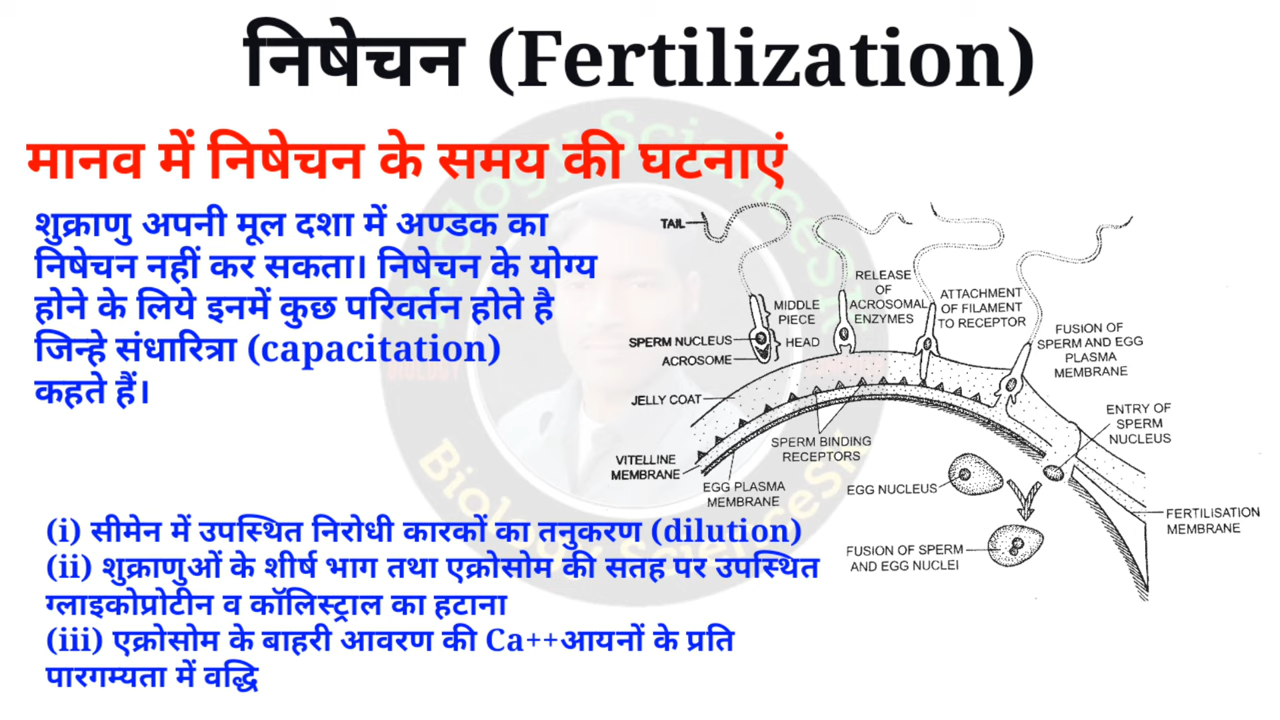 निषेचन (Fertilization)
मानव में निषेचन के समय की घटनाएं
शुक्राणु अपनी मूल दशा में अण्डक का
निषेचन नहीं कर सकता। निषेचन के योग्य
होने के लिये इनमें कुछ परिवर्तन होते है
जिन्हे संधारित्रा (capacitation)
कहते हैं।
TAIL
RELEASE
OF
ACROSOMAL
ENZYMES
MIDDLE
PIECE
HEAD
SPERM NUCLEUS
ACROSOME
ATTACHMENT
OF FILAMENT
TO RECEPTOR
FUSION OF
SPERM AND EGG
PLASMA
MEMBRANE
JELLY COAT
SPERM BINDING
RECEPTORS
ENTRY OF
SPERM
NUCLEUS
VITELLINE
MEMBRANE
EGG PLASMA
MEMBRANE
EGG NUCLEUS
FERTILISATION
MEMBRANE
FUSION OF SPERM
AND EGG NUCLEI
(i) सीमेन में उपस्थित निरोधी कारकों का तनुकरण (dilution)
(ii) शुक्राणुओं के शीर्ष भाग तथा एक्रोसोम की सतह पर उपस्थित
ग्लाइकोप्रोटीन व कॉलिस्ट्राल का हटाना
(iii) एक्रोसोम के बाहरी आवरण की Ca++आयनों के प्रति
पारगम्यता में वद्धि